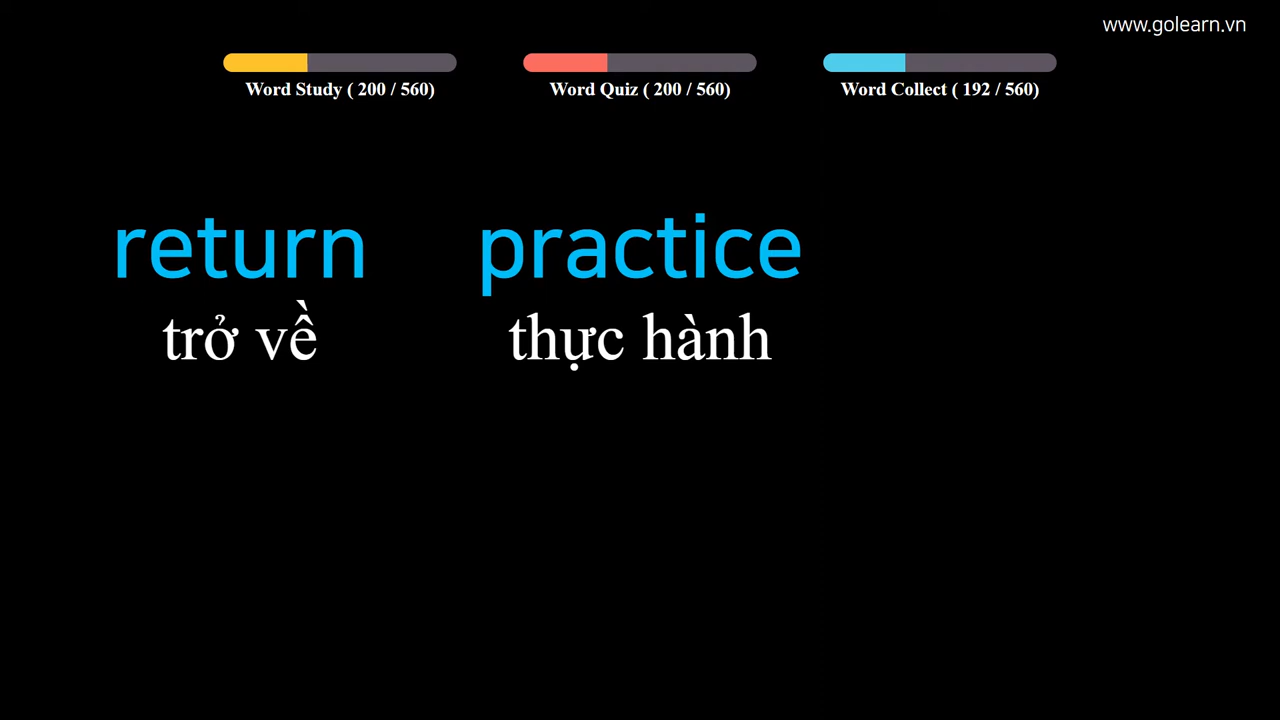 www.golearn.vn
Word Study ( 200 / 560)
Word Quiz ( 200 / 560)
Word Collect ( 192 / 560)
return
practice
trở về
thực hành